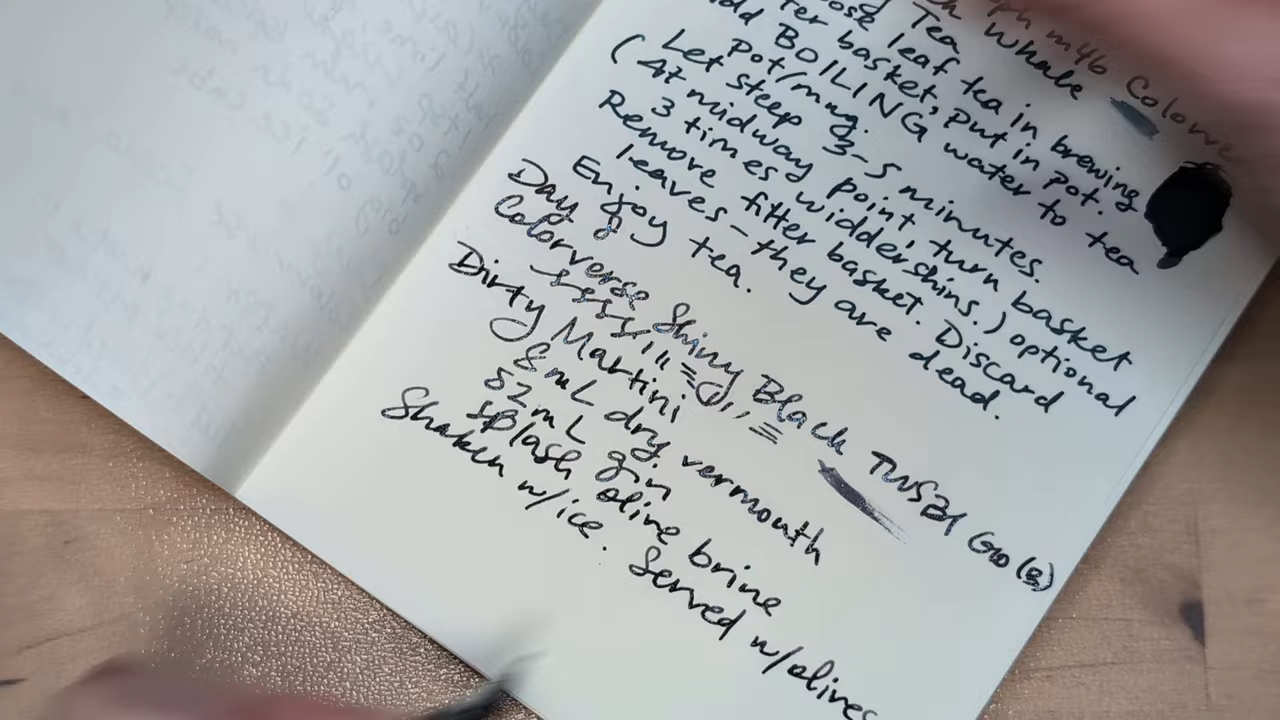 m46 Colorve
Whale
Tea
loose leaf tea in brewing
basket, put in pot.
Add BOILING water to tea
pot/mug.
Let steep 3-5 minutes.
(At midway point, turn basket
3 times widdershins.) optional
Remove filter basket. Discard
leaves - they are dead.
Enjoy tea.
Day 8
Colorverse Shiny Black TWSBI Go (B)
Dirty Martini
8mL dry vermouth
52mL gin
splash olive brine
Shaken w/ice. Served w/olives